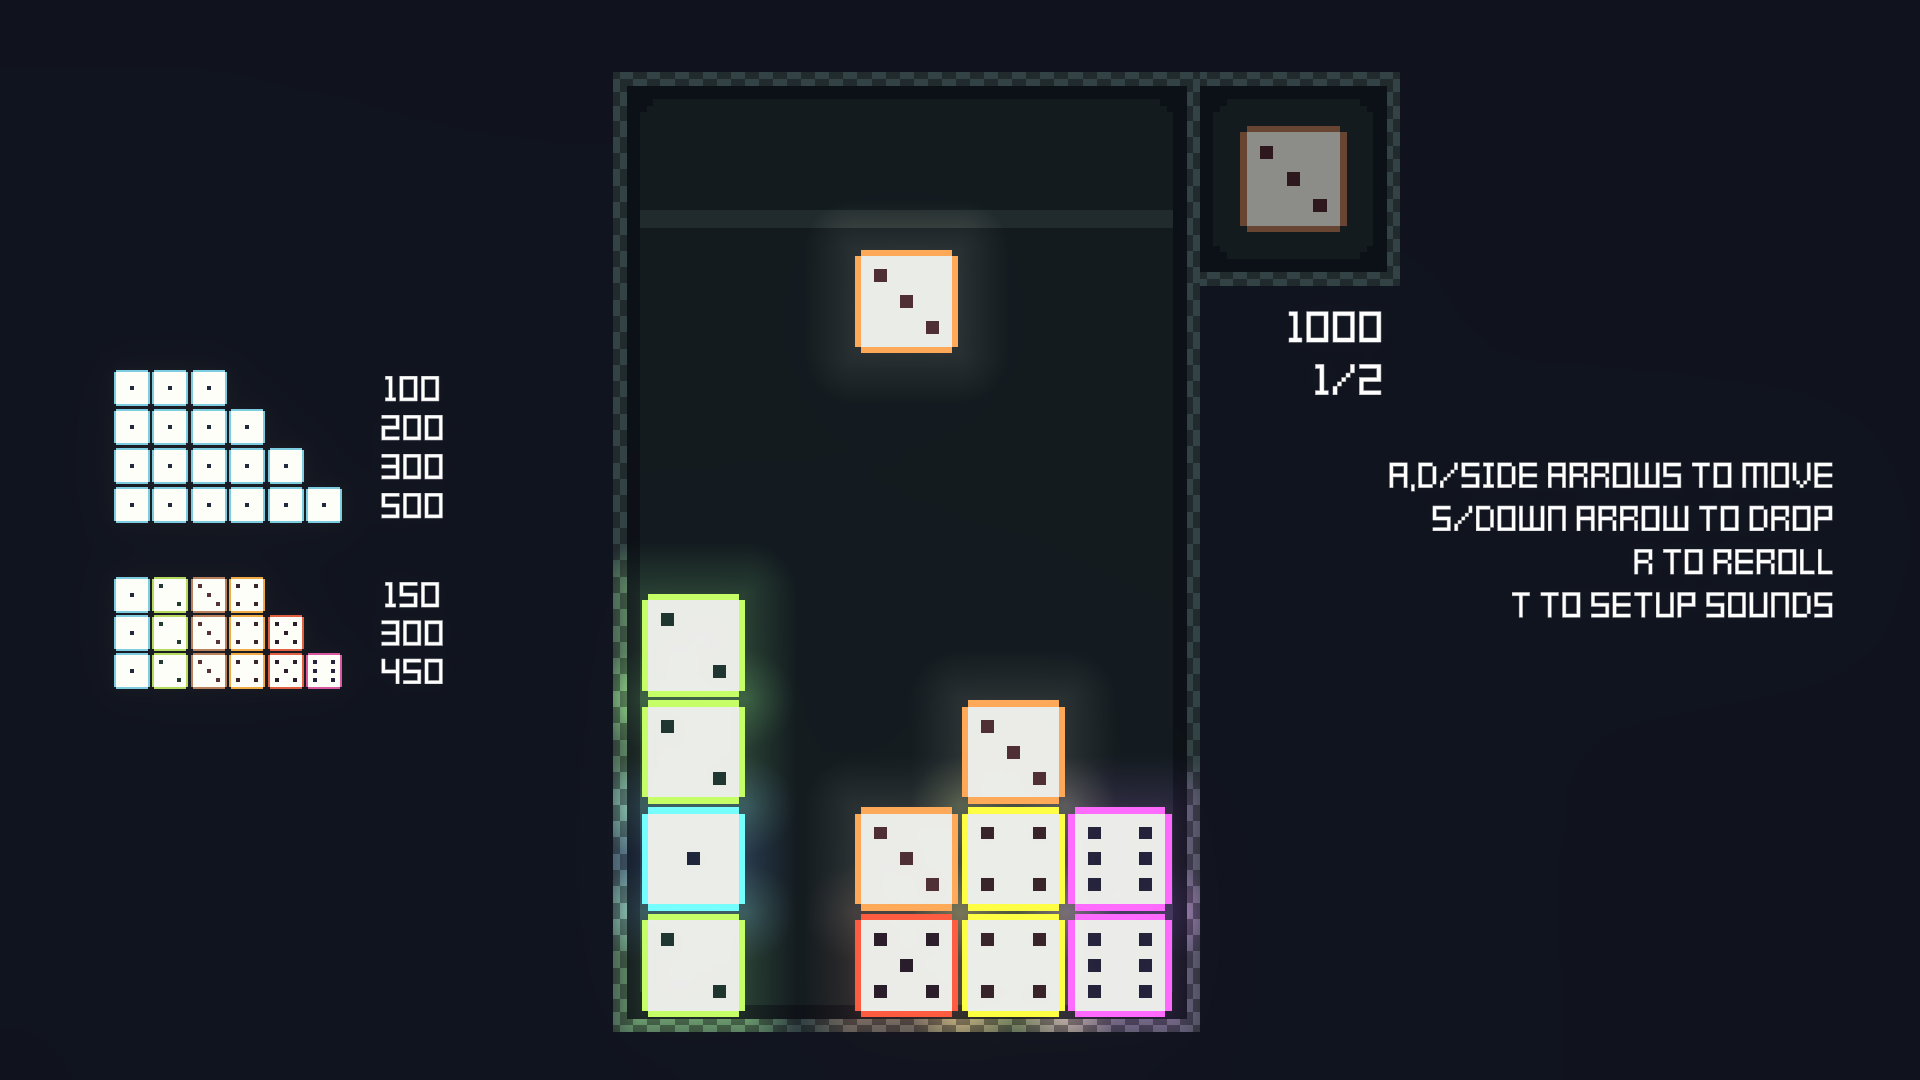 100
200
300
500
150
300
450
1000
1/2
A,D/SIDE ARROWS TO MOVE
S/DOWN ARROW TO DROP
R TO REROLL
T TO SETUP SOUNDS